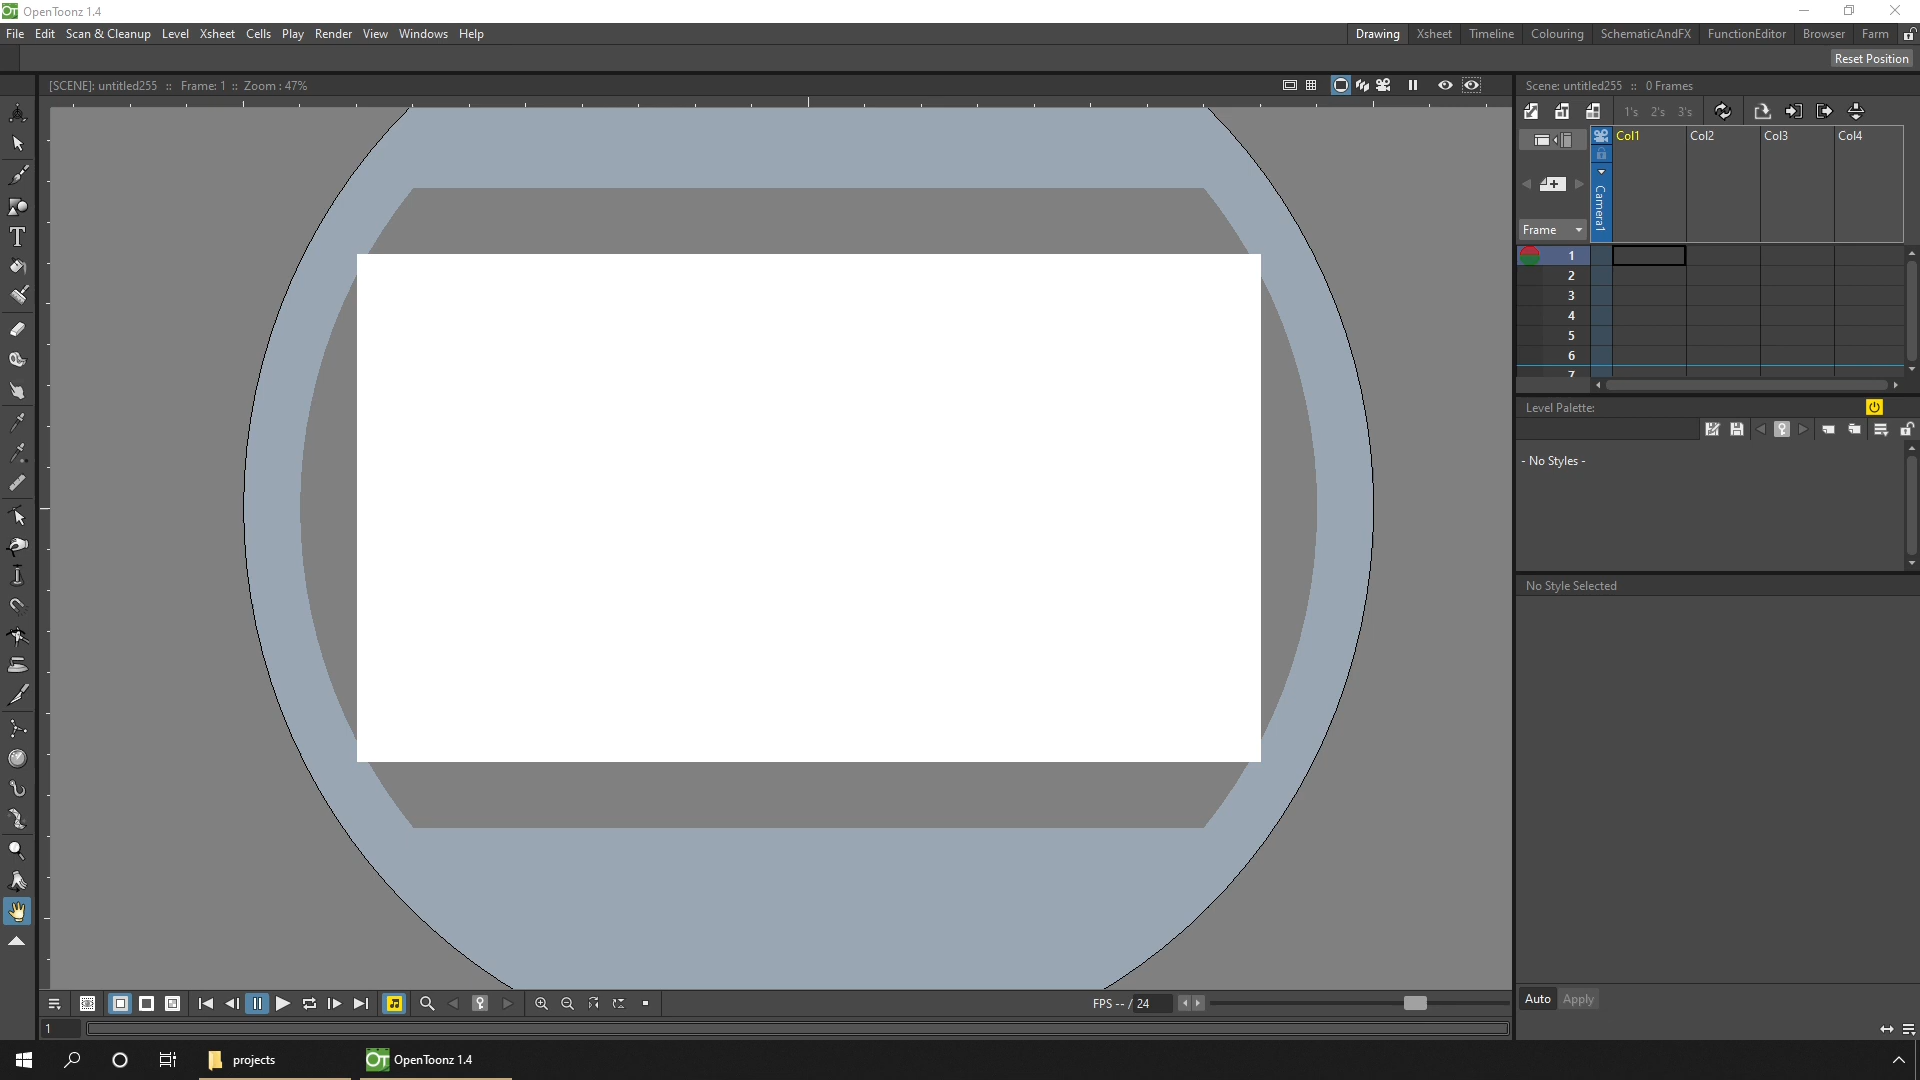 OpenToonz 1.4
File Edit Scan & Cleanup Level Xsheet Cells Play Render View Windows Help
Drawing Xsheet Timeline Colouring SchematicAndFX FunctionEditor Browser Farm
Reset Position
[SCENE]: untitled255 :: Frame: 1 :: Zoom : 47%
Scene: untitled255 :: 0 Frames
1's 2's 3's
Col1 Col2 Col3 Col4
Camera1
Frame
1
2
3
4
5
6
7
Level Palette:
- No Styles -
No Style Selected
Auto Apply
FPS -- / 24
1
projects
OpenToonz 1.4